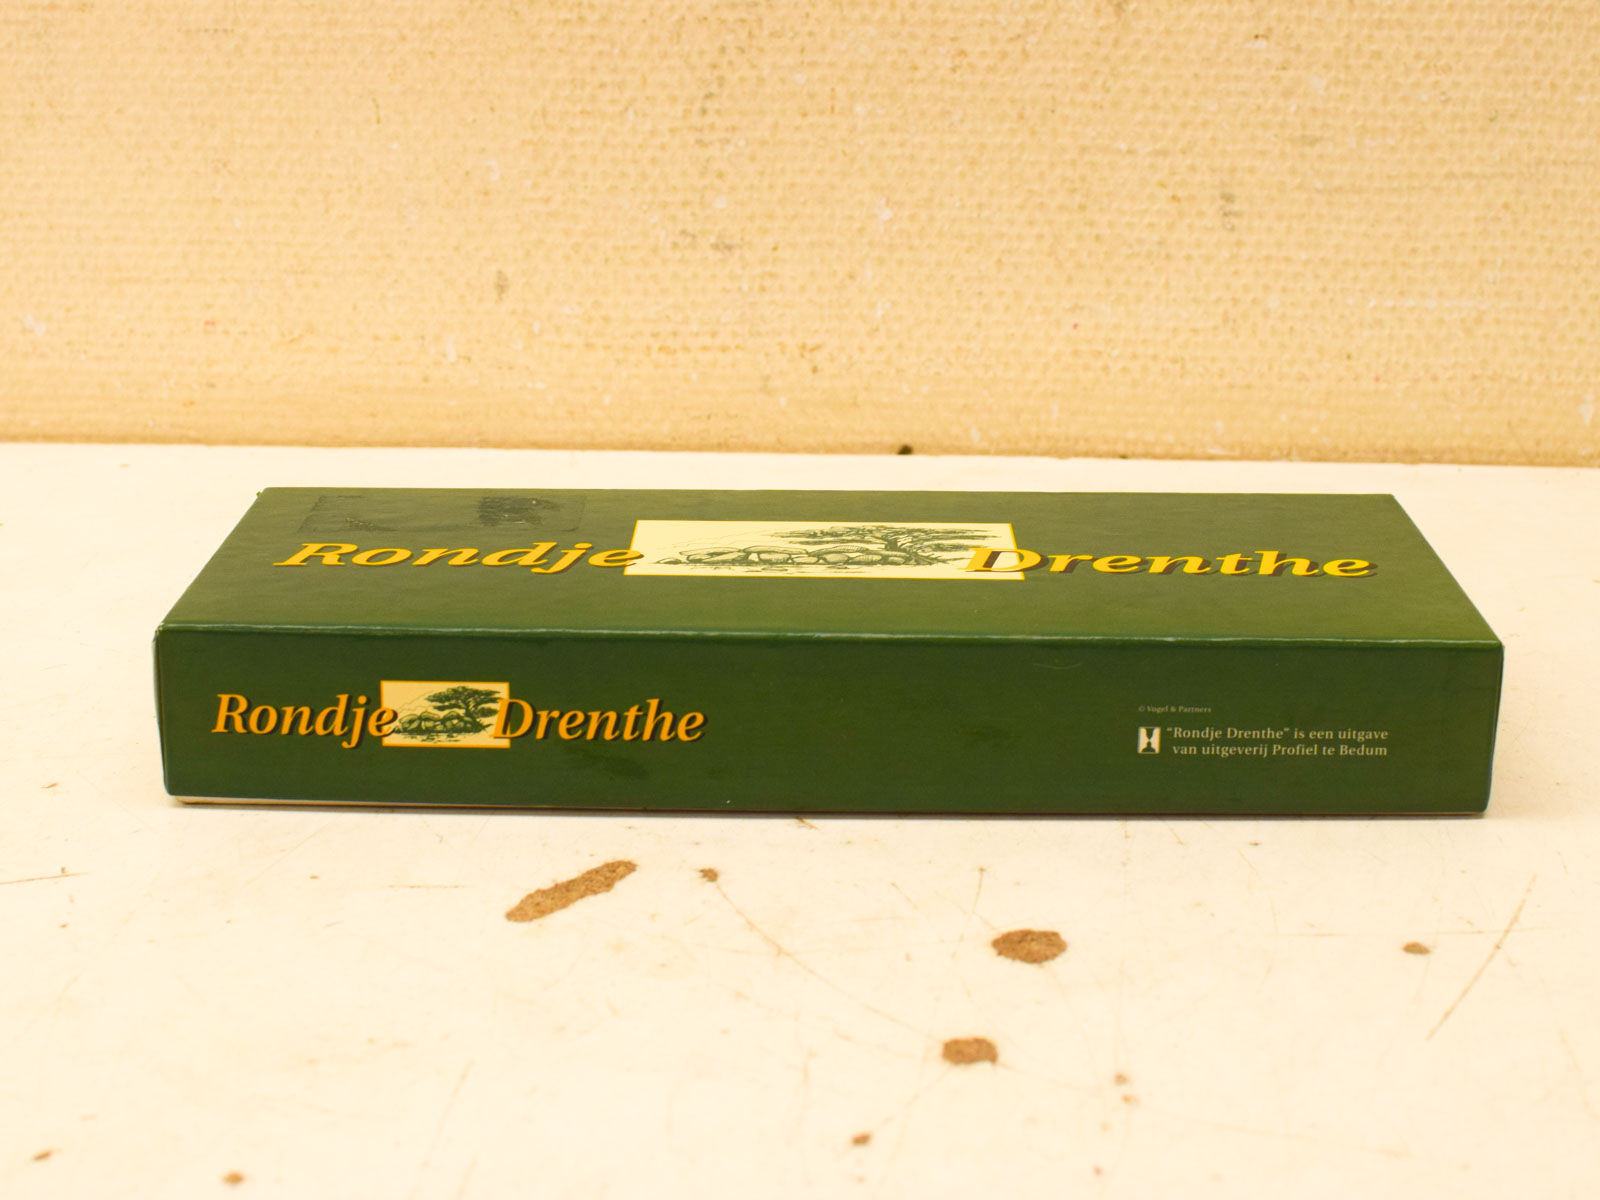 Rondje Drenthe
Rondje Drenthe
© Vogel & Partners
“Rondje Drenthe” is een uitgave
van uitgeverij Profiel te Bedum